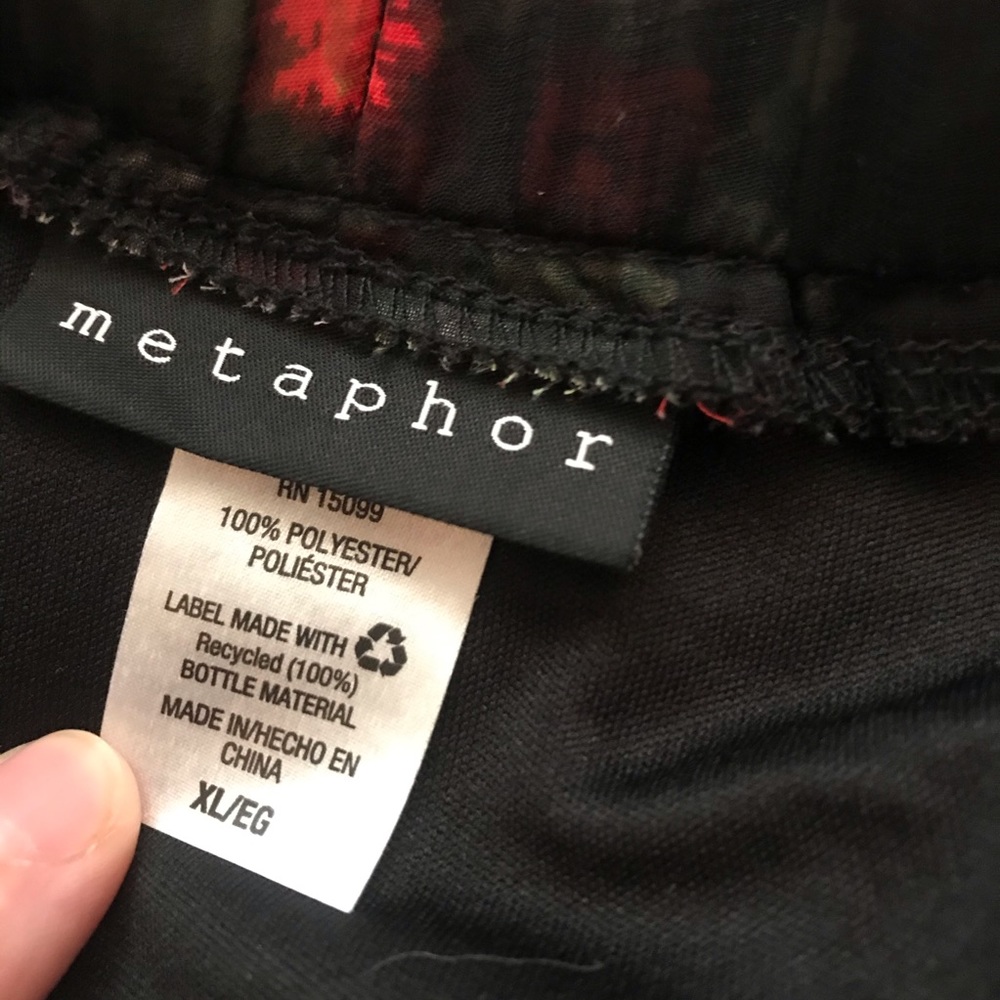 metaphor
RN 15099
100% POLYESTER/
POLIÉSTER
LABEL MADE WITH
Recycled (100%)
BOTTLE MATERIAL
MADE IN/HECHO EN
CHINA
XL/EG